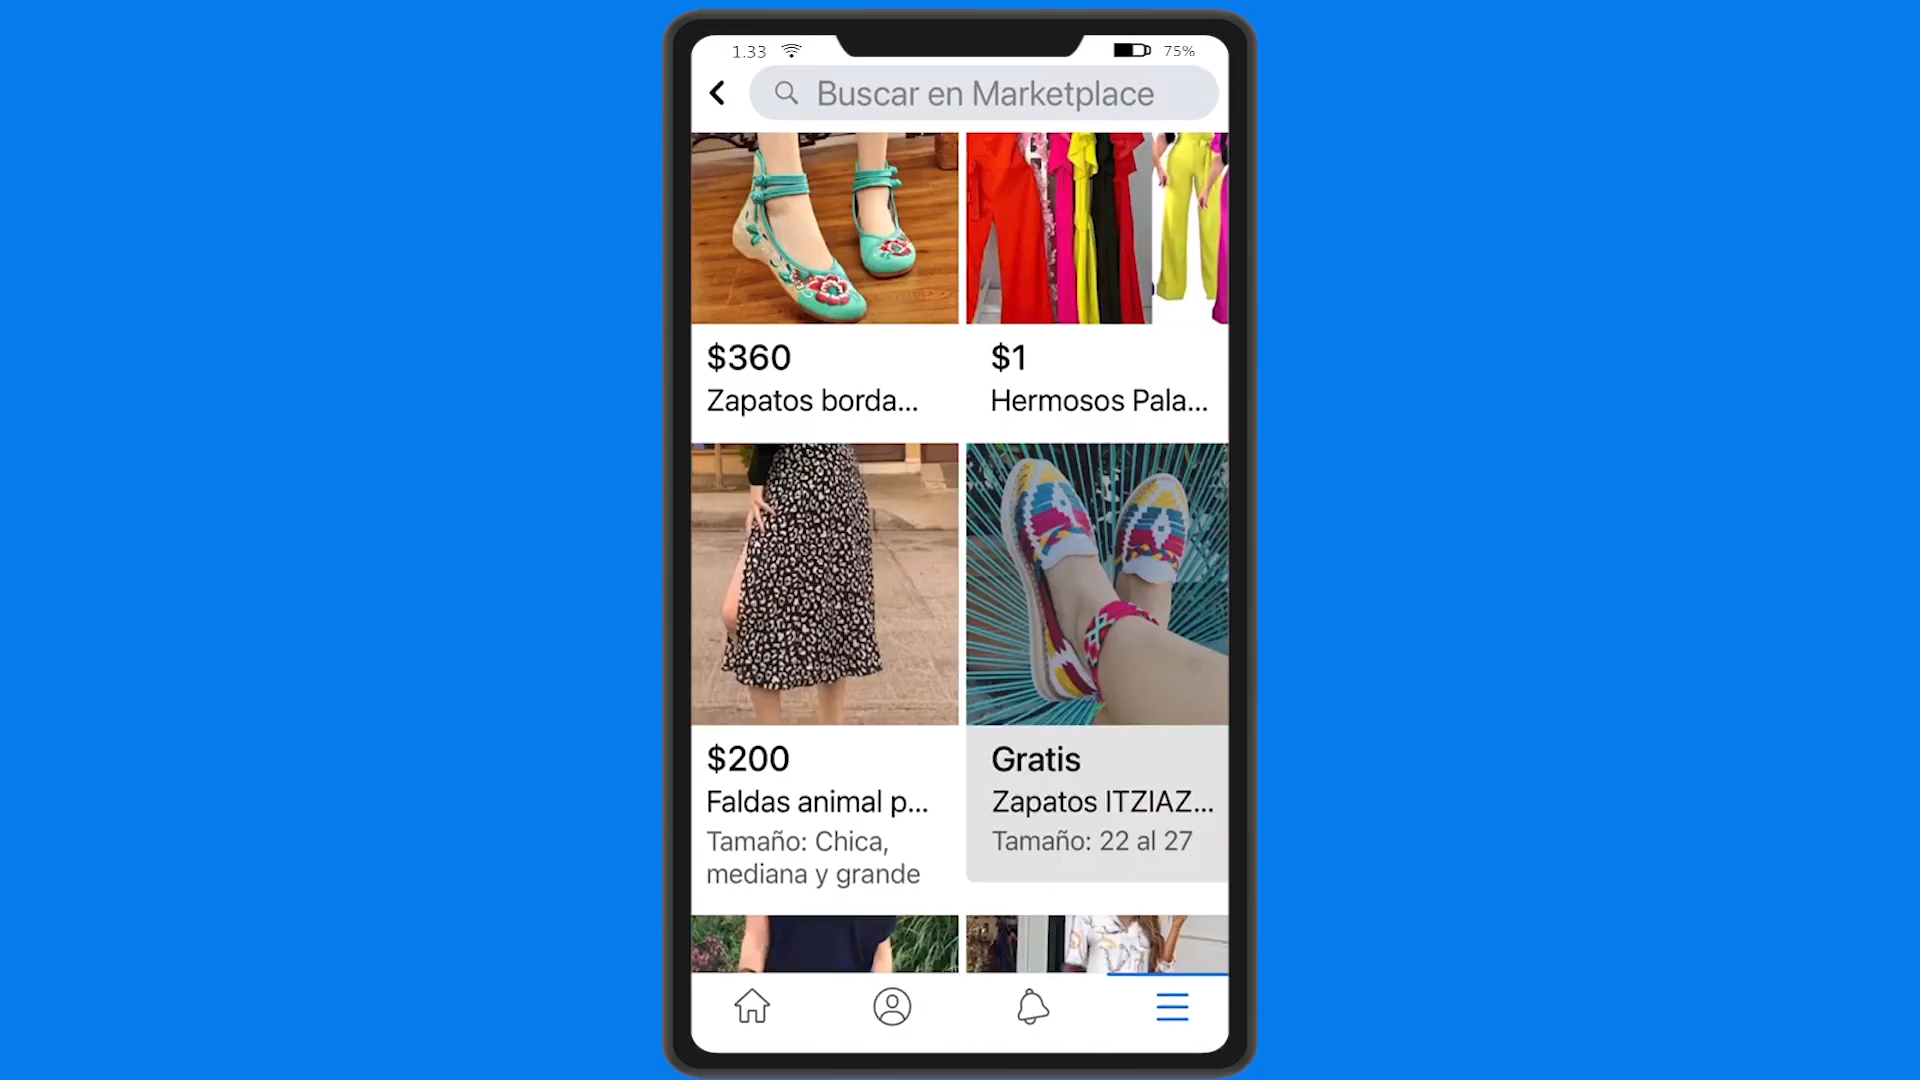 1.33
75%
Buscar en Marketplace
$360
Zapatos borda...
$1
Hermosos Pala...
$200
Faldas animal p...
Tamaño: Chica,
mediana y grande
Gratis
Zapatos ITZIAZ...
Tamaño: 22 al 27